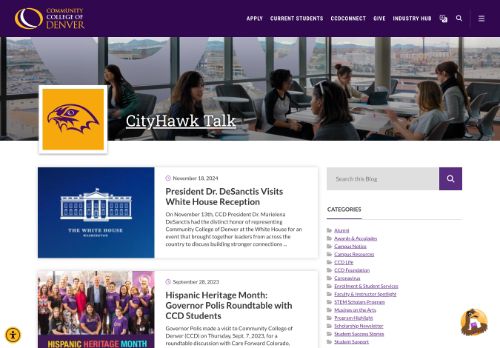 COMMUNITY
COLLEGE OF
DENVER
APPLY
CURRENT STUDENTS
CCDCONNECT
GIVE
INDUSTRY HUB
CityHawk Talk
THE WHITE HOUSE
WASHINGTON
November 18, 2024
President Dr. DeSanctis Visits
White House Reception
On November 13th, CCD President Dr. Marielena
DeSanctis had the distinct honor of representing
Community College of Denver at the White House for an
event that brought together leaders from across the
country to discuss building stronger connections ...
HISPANIC HERITAGE MONTH
September 28, 2023
Hispanic Heritage Month:
Governor Polis Roundtable with
CCD Students
Governor Polis made a visit to Community College of
Denver (CCD) on Thursday, Sept. 7, 2023, for a
roundtable discussion with Care Forward Colorado,
Search this Blog
CATEGORIES
Alumni
Awards & Accolades
Campus Notice
Campus Resources
CCD Life
CCD Foundation
Coronavirus
Enrollment & Student Services
Faculty & Instructor Spotlight
STEM Scholars Program
Musings on the Arts
Program Highlight
Scholarship Newsletter
Student Success Stories
Student Support